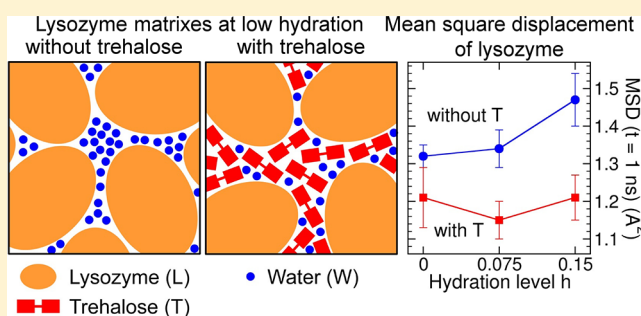 Lysozyme matrixes at low hydration
without trehalose
with trehalose
Mean square displacement
of lysozyme
without T
with T
1.5
1.4
1.3
1.2
1.1
MSD (t = 1 ns) (Å²)
0
0.075
0.15
Hydration level h
Lysozyme (L)
Water (W)
Trehalose (T)